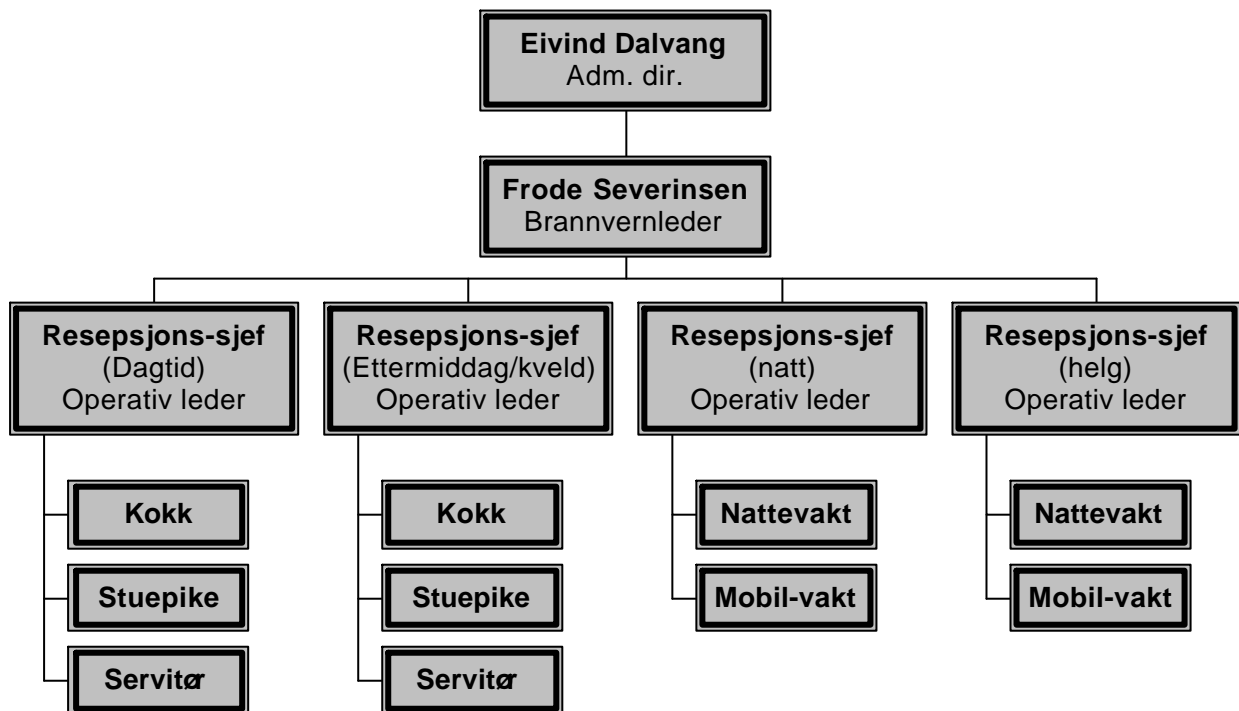 Eivind Dalvang
Adm. dir.
Frode Severinsen
Brannvernleder
Resepsjons-sjef
(Dagtid)
Operativ leder
Resepsjons-sjef
(Ettermiddag/kveld)
Operativ leder
Resepsjons-sjef
(natt)
Operativ leder
Resepsjons-sjef
(helg)
Operativ leder
Kokk
Stuepike
Servitør
Kokk
Stuepike
Servitør
Nattevakt
Mobil-vakt
Nattevakt
Mobil-vakt